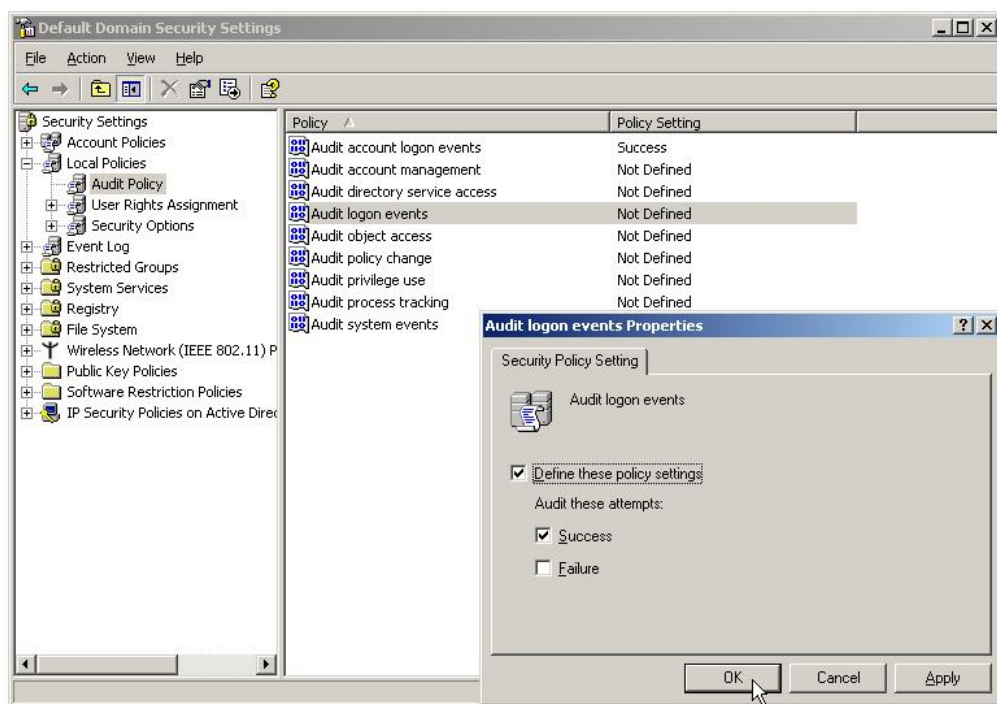 Default Domain Security Settings
File Action View Help
Security Settings
Account Policies
Local Policies
Audit Policy
User Rights Assignment
Security Options
Event Log
Restricted Groups
System Services
Registry
File System
Wireless Network (IEEE 802.11) P
Public Key Policies
Software Restriction Policies
IP Security Policies on Active Direc
Policy Policy Setting
Audit account logon events Success
Audit account management Not Defined
Audit directory service access Not Defined
Audit logon events Not Defined
Audit object access Not Defined
Audit policy change Not Defined
Audit privilege use Not Defined
Audit process tracking Not Defined
Audit system events
Audit logon events Properties
Security Policy Setting
Audit logon events
Define these policy settings
Audit these attempts:
Success
Failure
OK Cancel Apply